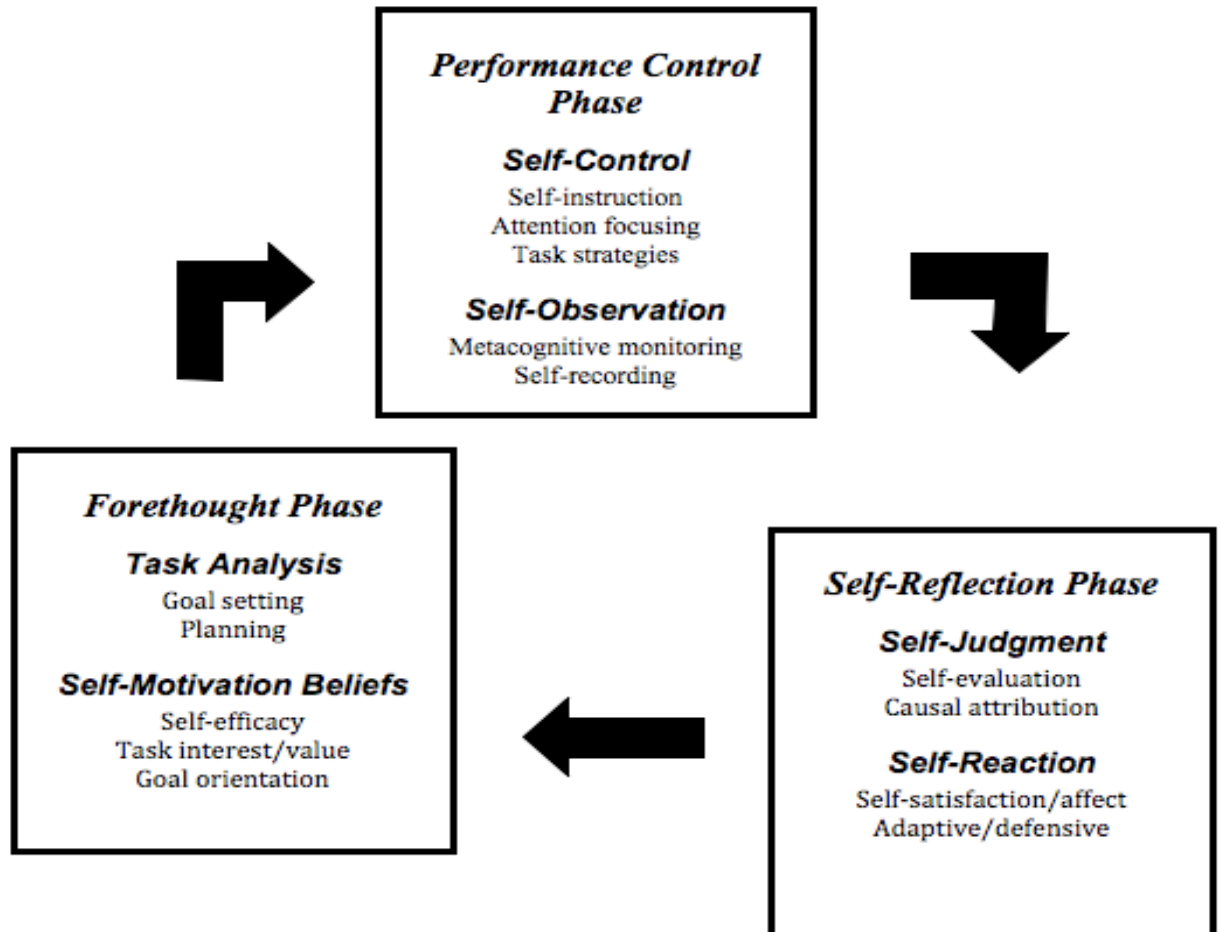 Performance Control
Phase
Self-Control
Self-instruction
Attention focusing
Task strategies
Self-Observation
Metacognitive monitoring
Self-recording
Forethought Phase
Task Analysis
Goal setting
Planning
Self-Motivation Beliefs
Self-efficacy
Task interest/value
Goal orientation
Self-Reflection Phase
Self-Judgment
Self-evaluation
Causal attribution
Self-Reaction
Self-satisfaction/affect
Adaptive/defensive